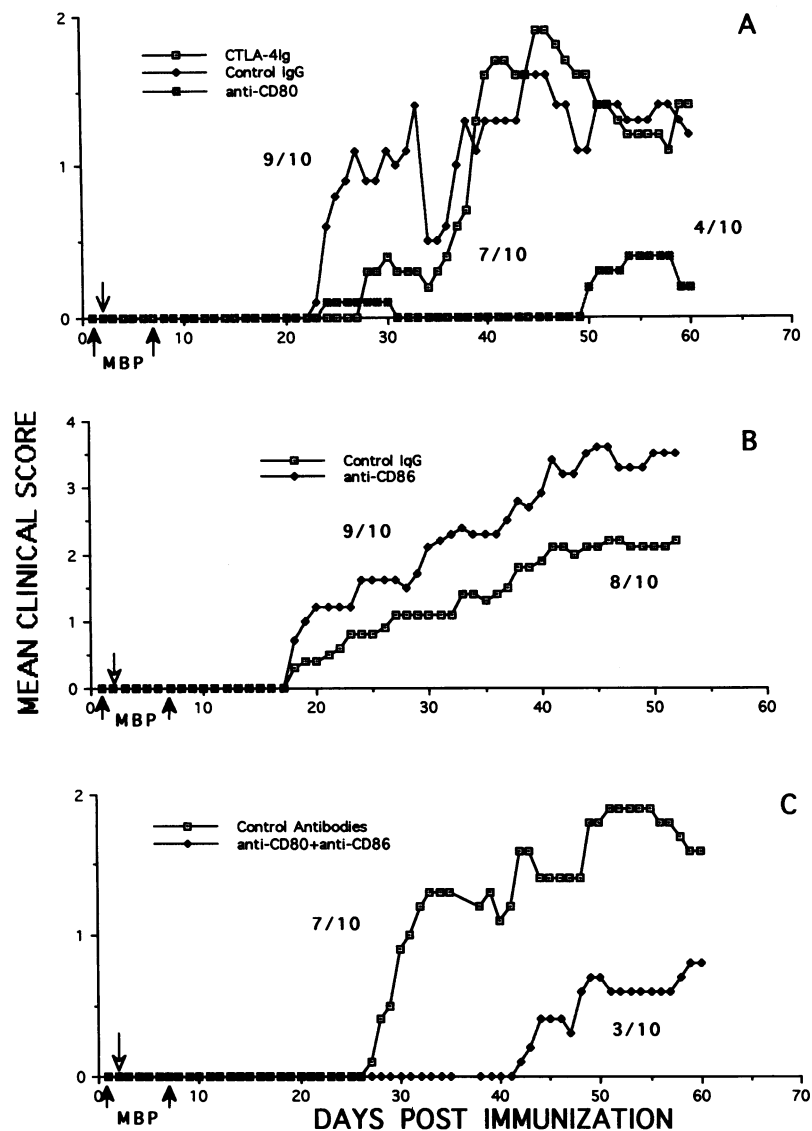 A
2
CTLA-4Ig
Control IgG
anti-CD80
9/10
1
4/10
7/10
0
0 10 20 30 40 50 60 70
MBP
MEAN CLINICAL SCORE
B
4
Control IqG
anti-CD86
3
9/10
2
8/10
1
0
0 10 20 30 40 50 60
MBP
C
2
Control Antibodies
anti-CD80+anti-CD86
7/10
1
3/10
0
0 10 20 30 40 50 60 70
MBP
DAYS POST IMMUNIZATION